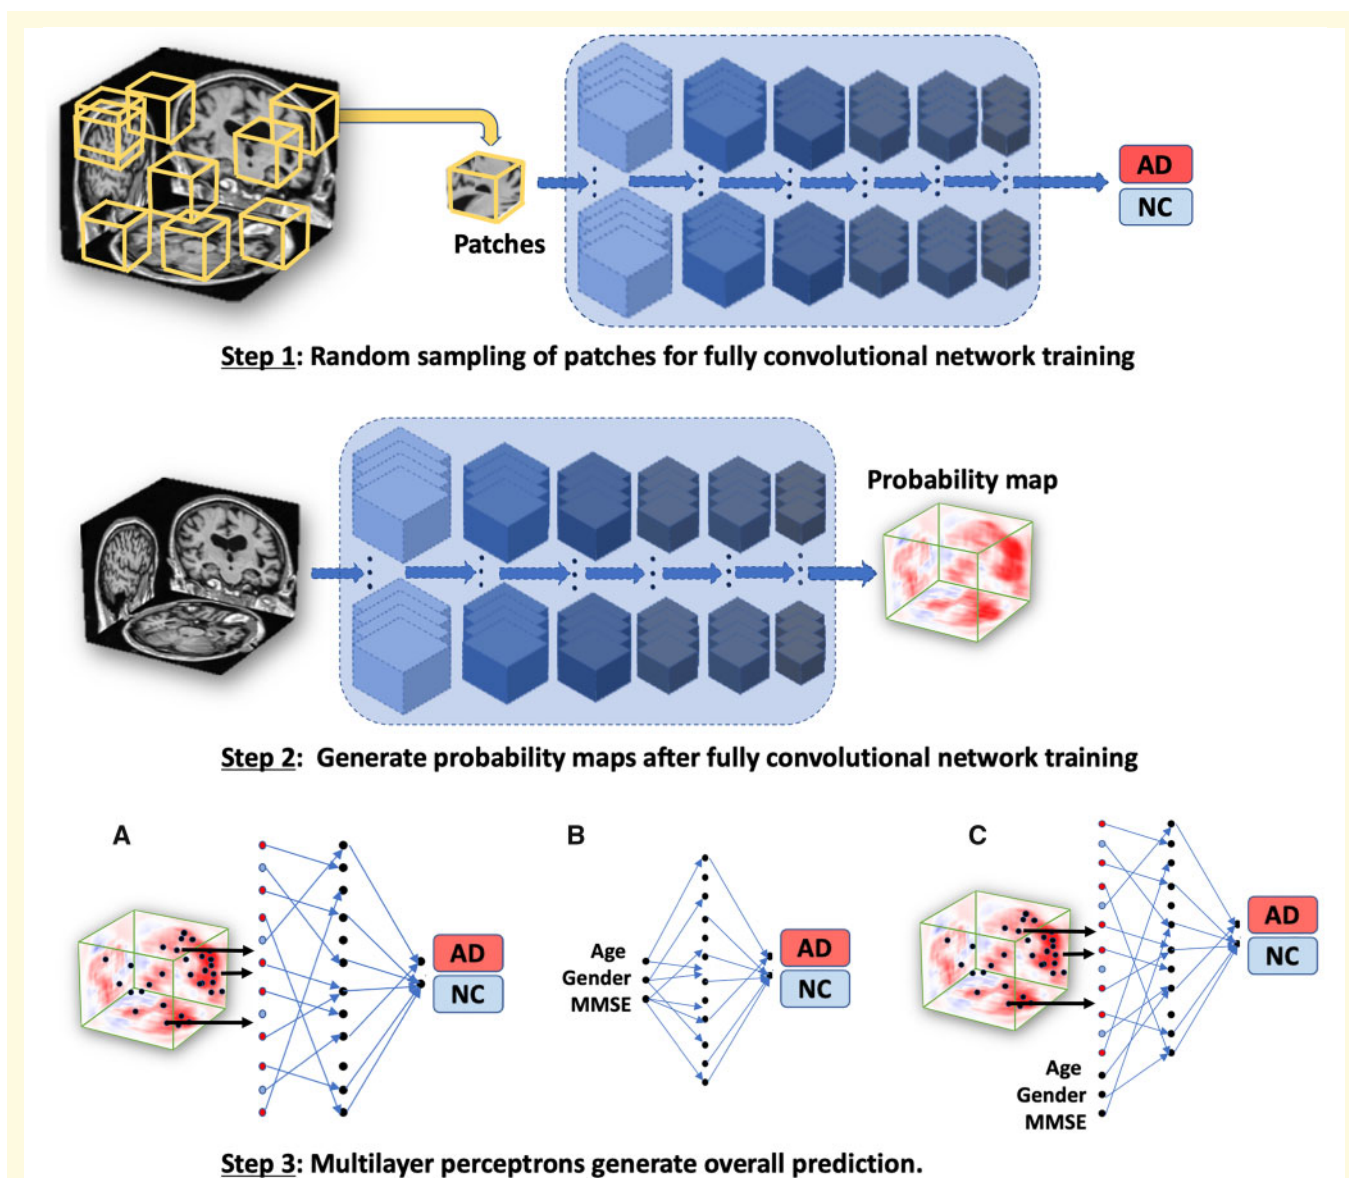 AD
NC
Patches
Step 1: Random sampling of patches for fully convolutional network training
Probability map
Step 2: Generate probability maps after fully convolutional network training
A
B
C
AD
NC
Age
Gender
MMSE
AD
NC
AD
NC
Age
Gender
MMSE
Step 3: Multilayer perceptrons generate overall prediction.